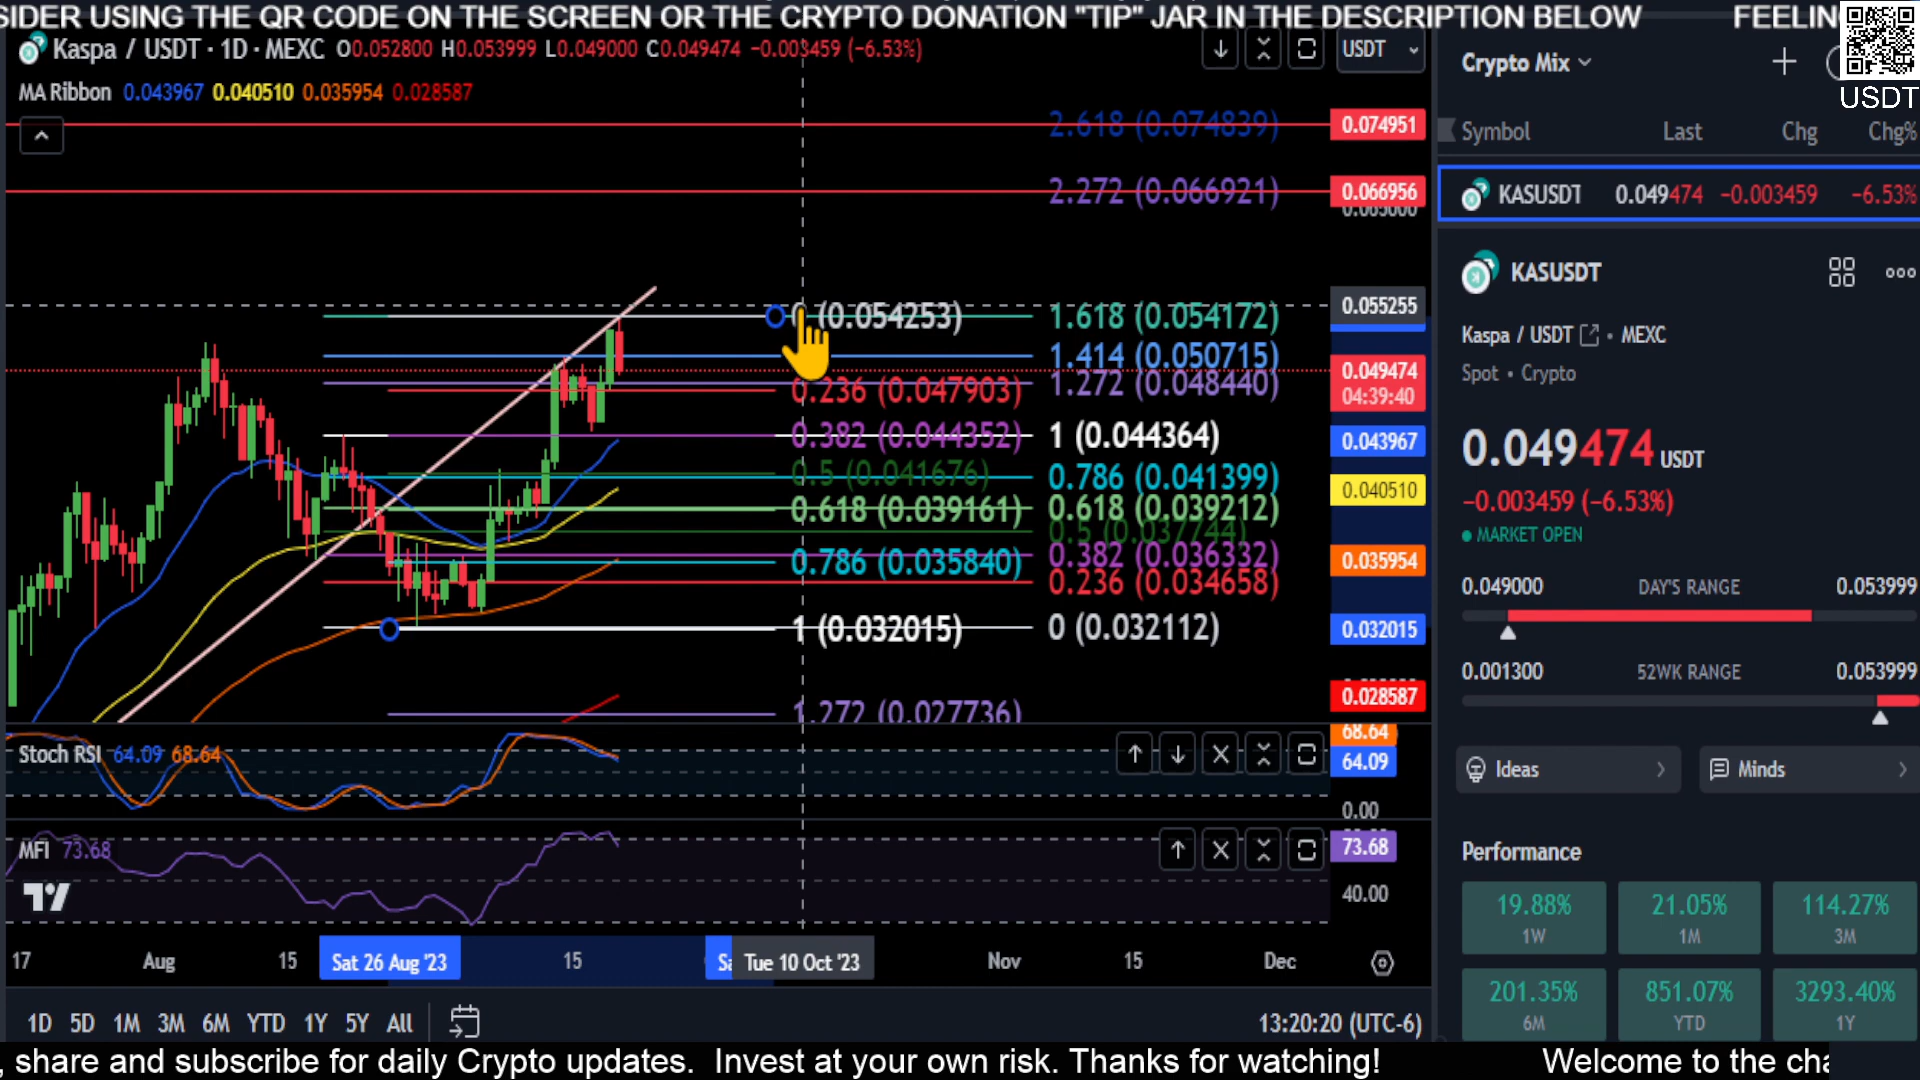 SIDER USING THE QR CODE ON THE SCREEN OR THE CRYPTO DONATION "TIP" JAR IN THE DESCRIPTION BELOW FEELIN
Kaspa / USDT · 1D · MEXC O0.052800 H0.053999 L0.049000 C0.049474 −0.003459 (−6.53%)
USDT
MA Ribbon 0.043967 0.040510 0.035954 0.028587
2.618 (0.074839) 0.074951
2.272 (0.066921) 0.066956
0.065000
0.055255
0 (0.054253) 1.618 (0.054172)
1.414 (0.050715)
0.049474
04:39:40
0.236 (0.047903) 1.272 (0.048440)
0.382 (0.044352) 1 (0.044364) 0.043967
0.5 (0.041676) 0.786 (0.041399)
0.040510
0.618 (0.039161) 0.618 (0.039212)
0.5 (0.037744)
0.382 (0.036332)
0.786 (0.035840) 0.035954
0.236 (0.034658)
1 (0.032015) 0 (0.032112) 0.032015
0.028587
1.272 (0.027736)
Stoch RSI 64.09 68.64
68.64
64.09
0.00
MFI 73.68
73.68
40.00
17 Aug 15 Sat 26 Aug '23 15 Sa Tue 10 Oct '23 Nov 15 Dec
1D 5D 1M 3M 6M YTD 1Y 5Y All 13:20:20 (UTC-6)
Crypto Mix
USDT
Symbol Last Chg Chg%
KASUSDT 0.049474 −0.003459 −6.53%
KASUSDT
Kaspa / USDT · MEXC
Spot · Crypto
0.049474 USDT
−0.003459 (−6.53%)
MARKET OPEN
0.049000 DAY'S RANGE 0.053999
0.001300 52WK RANGE 0.053999
Ideas Minds
Performance
19.88% 21.05% 114.27%
1W 1M 3M
201.35% 851.07% 3293.40%
6M YTD 1Y
, share and subscribe for daily Crypto updates. Invest at your own risk. Thanks for watching! Welcome to the cha